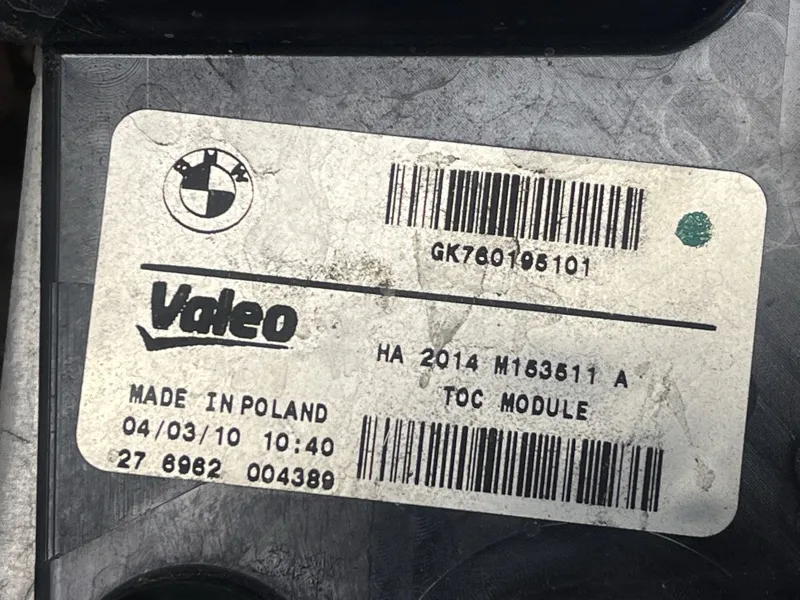 BMW
GK760195101
Valeo
HA 2014 M153511 A
TOC MODULE
MADE IN POLAND
04/03/10 10:40
27 6962 004389